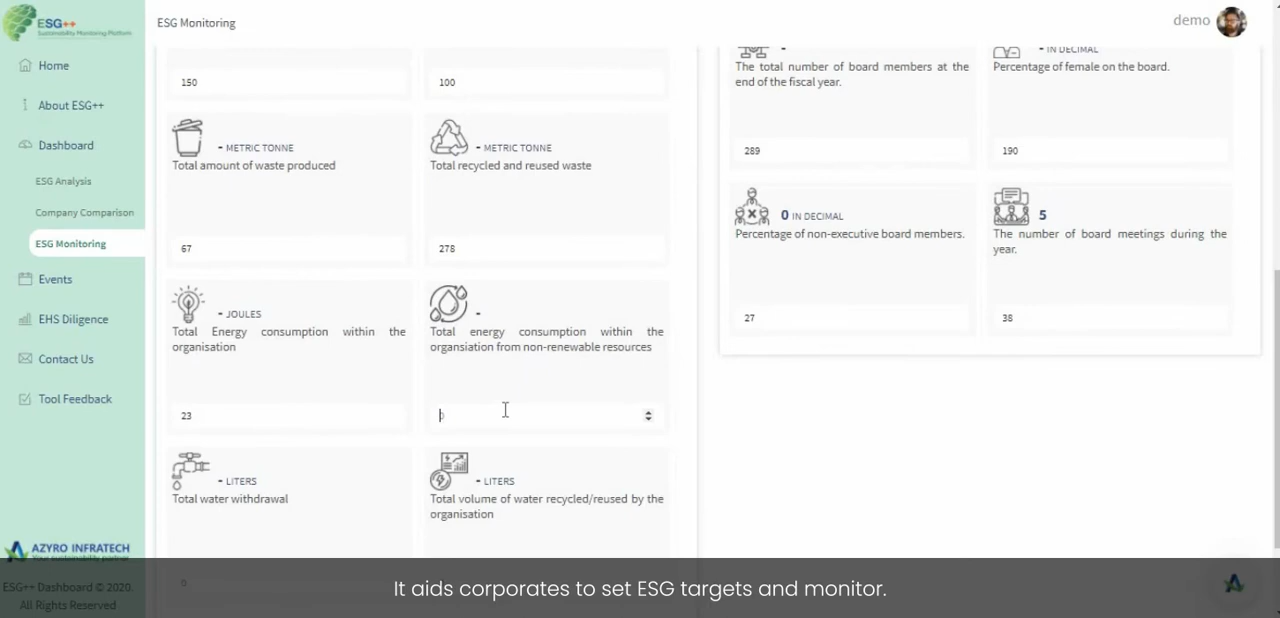 ESG++
Sustainability Monitoring Platform
ESG Monitoring
demo
Home
About ESG++
Dashboard
ESG Analysis
Company Comparison
ESG Monitoring
Events
EHS Diligence
Contact Us
Tool Feedback
AZYRO INFRATECH
Your sustainability partner
ESG++ Dashboard © 2020.
All Rights Reserved
150
100
- METRIC TONNE
Total amount of waste produced
67
- METRIC TONNE
Total recycled and reused waste
278
- JOULES
Total Energy consumption within the
organisation
23
-
Total energy consumption within the
organsiation from non-renewable resources
0
- LITERS
Total water withdrawal
0
- LITERS
Total volume of water recycled/reused by the
organisation
-
The total number of board members at the
end of the fiscal year.
289
- IN DECIMAL
Percentage of female on the board.
190
0 IN DECIMAL
Percentage of non-executive board members.
27
5
The number of board meetings during the
year.
38
It aids corporates to set ESG targets and monitor.